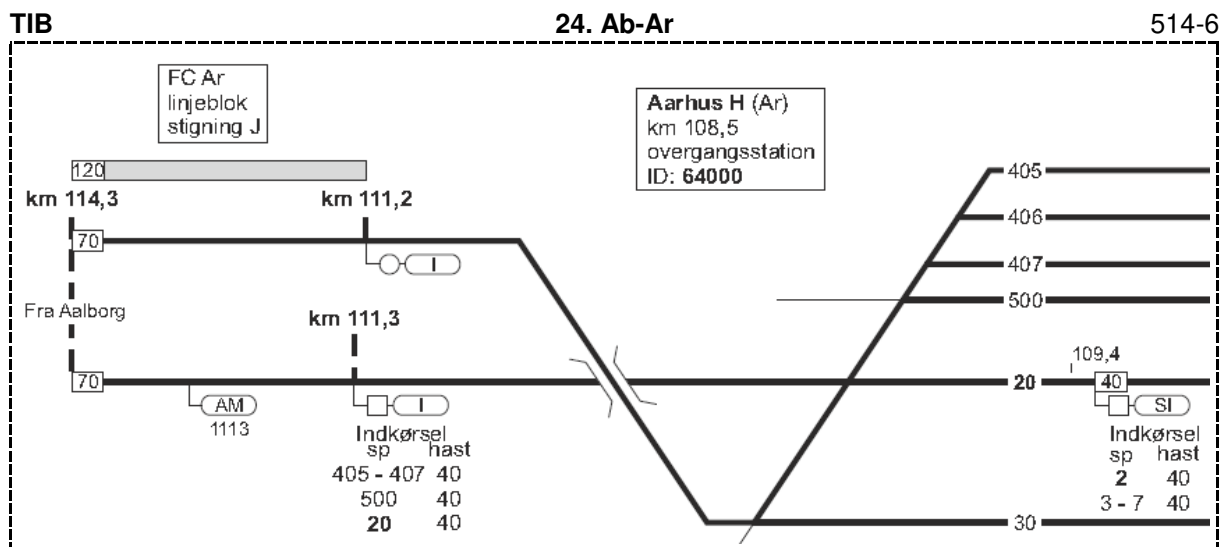 TIB 24. Ab-Ar 514-6
FC Ar
linjeblok
stigning J
Aarhus H (Ar)
km 108,5
overgangsstation
ID: 64000
120
km 114,3 km 111,2
405
406
407
500
70
I
Fra Aalborg
km 111,3
109,4
70
20
40
AM
1113
I
SI
Indkørsel
sp hast
405 - 407 40
500 40
20 40
Indkørsel
sp hast
2 40
3 - 7 40
30